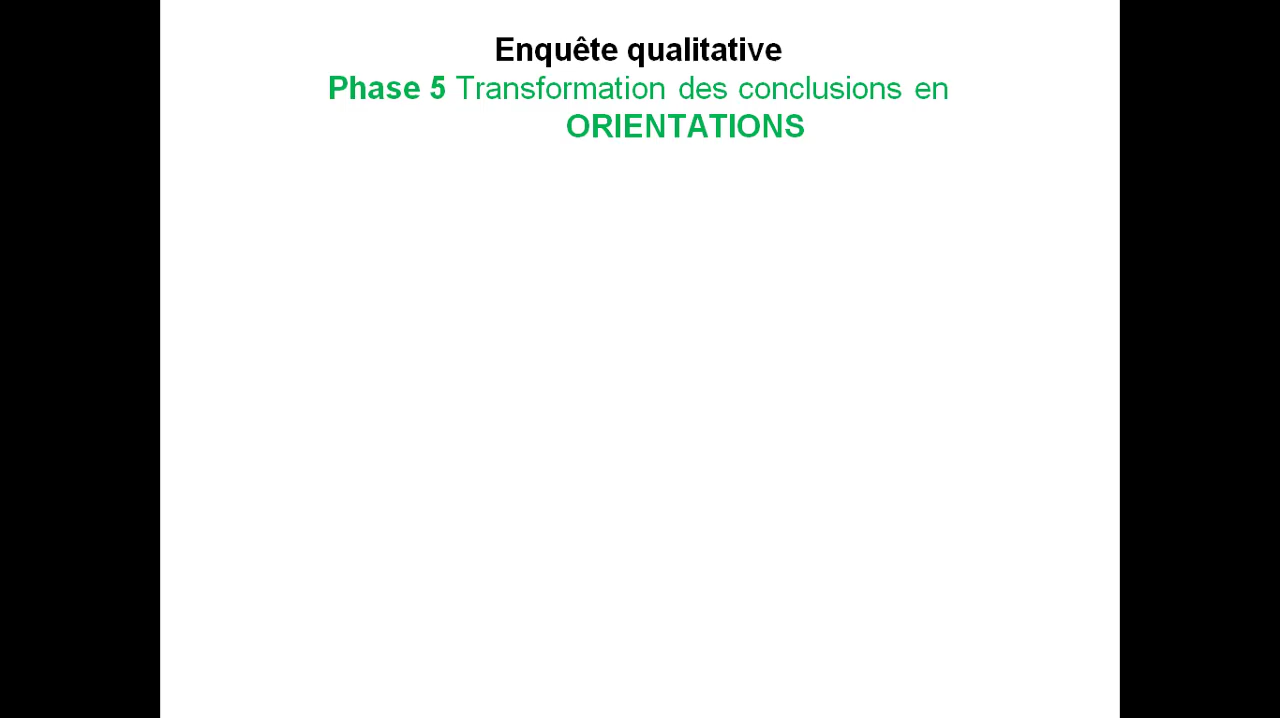 Enquête qualitative
Phase 5 Transformation des conclusions en
ORIENTATIONS